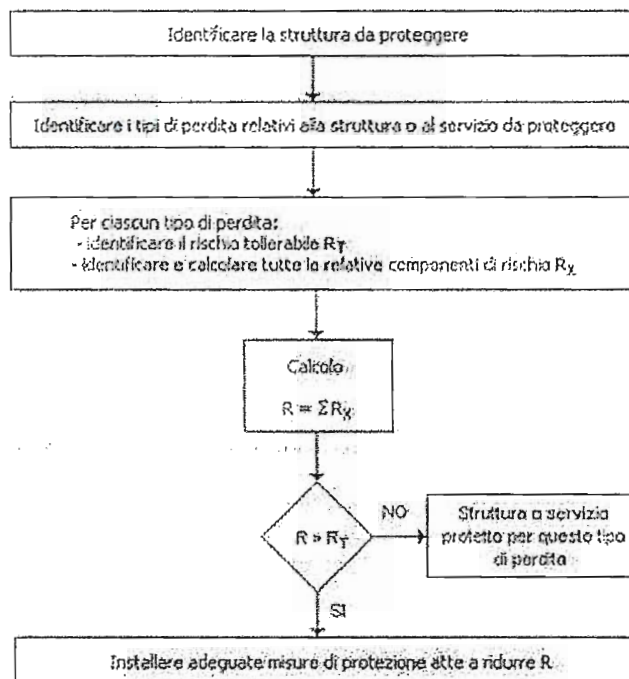 Identificare la struttura da proteggere
Identificare i tipi di perdita relativi alla struttura o al servizio da proteggere
Per ciascun tipo di perdita:
- identificare il rischio tollerabile RT
- identificare e calcolare tutte le relative componenti di rischio RX
Calcolo
R = ΣRX
R > RT
NO
Struttura o servizio
protetto per questo tipo
di perdita
SI
Installare adeguate misure di protezione atte a ridurre R